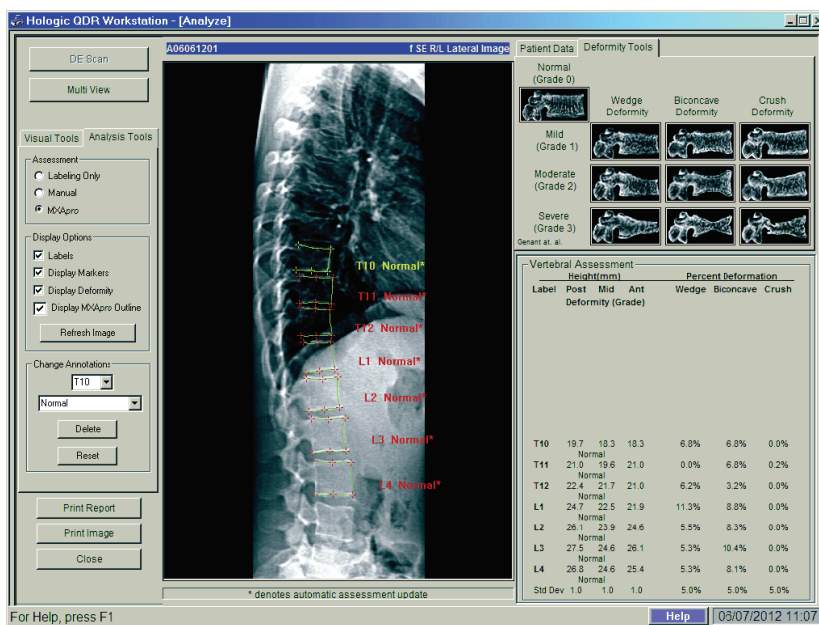 Hologic QDR Workstation - [Analyze]
DE Scan
Multi View
Visual Tools Analysis Tools
Assessment
Labeling Only
Manual
MXApro
Display Options
Labels
Display Markers
Display Deformity
Display MXApro Outline
Refresh Image
Change Annotations
T10
Normal
Delete
Reset
Print Report
Print Image
Close
A06061201 f SE R/L Lateral Image
T10 Normal*
T11 Normal*
T12 Normal*
L1 Normal*
L2 Normal*
L3 Normal*
L4 Normal*
* denotes automatic assessment update
Patient Data Deformity Tools
Normal
(Grade 0)
Wedge Deformity Biconcave Deformity Crush Deformity
Mild
(Grade 1)
Moderate
(Grade 2)
Severe
(Grade 3)
Genant at. al.
Vertebral Assessment
Height(mm) Percent Deformation
Label Post Mid Ant Wedge Biconcave Crush
Deformity (Grade)
T10 19.7 18.3 18.3 6.8% 6.8% 0.0%
Normal
T11 21.0 19.6 21.0 0.0% 6.8% 0.2%
Normal
T12 22.4 21.7 21.0 6.2% 3.2% 0.0%
Normal
L1 24.7 22.5 21.9 11.3% 8.8% 0.0%
Normal
L2 26.1 23.9 24.6 5.5% 8.3% 0.0%
Normal
L3 27.5 24.6 26.1 5.3% 10.4% 0.0%
Normal
L4 26.8 24.6 25.4 5.3% 8.1% 0.0%
Normal
Std Dev 1.0 1.0 1.0 5.0% 5.0% 5.0%
For Help, press F1
Help
06/07/2012 11:07